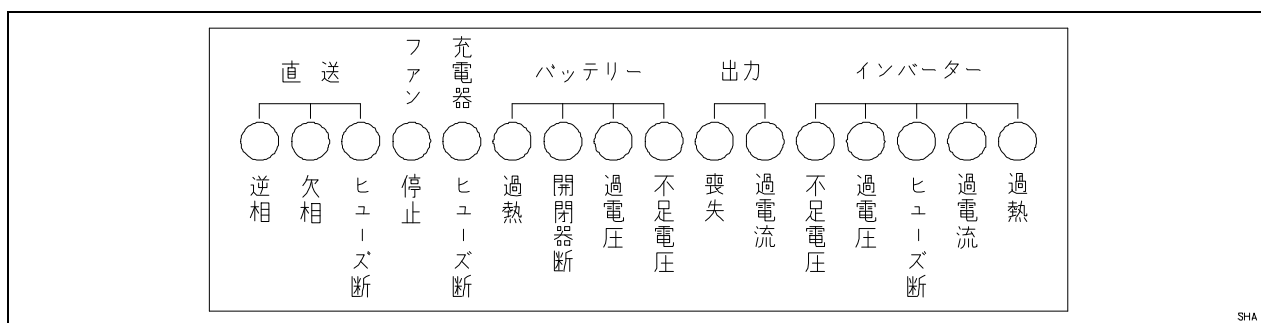 直送
ファン
充電器
バッテリー
出力
インバーター
逆相
欠相
ヒューズ断
停止
ヒューズ断
過熱
開閉器断
過電圧
不足電圧
喪失
過電流
不足電圧
過電圧
ヒューズ断
過電流
過熱
SHA